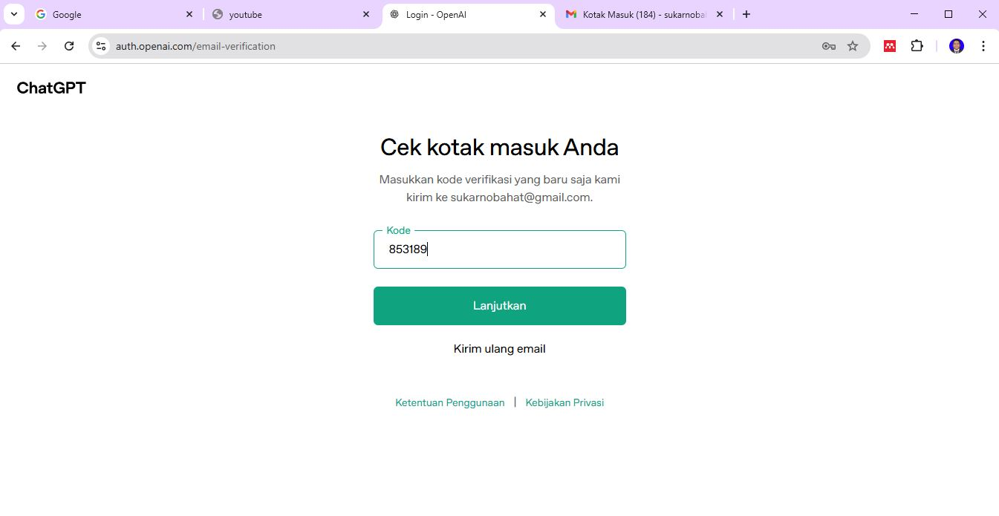 Google
youtube
Login - OpenAI
Kotak Masuk (184) - sukarnoba
auth.openai.com/email-verification
ChatGPT
Cek kotak masuk Anda
Masukkan kode verifikasi yang baru saja kami
kirim ke sukarnobahat@gmail.com.
Kode
853189
Lanjutkan
Kirim ulang email
Ketentuan Penggunaan | Kebijakan Privasi